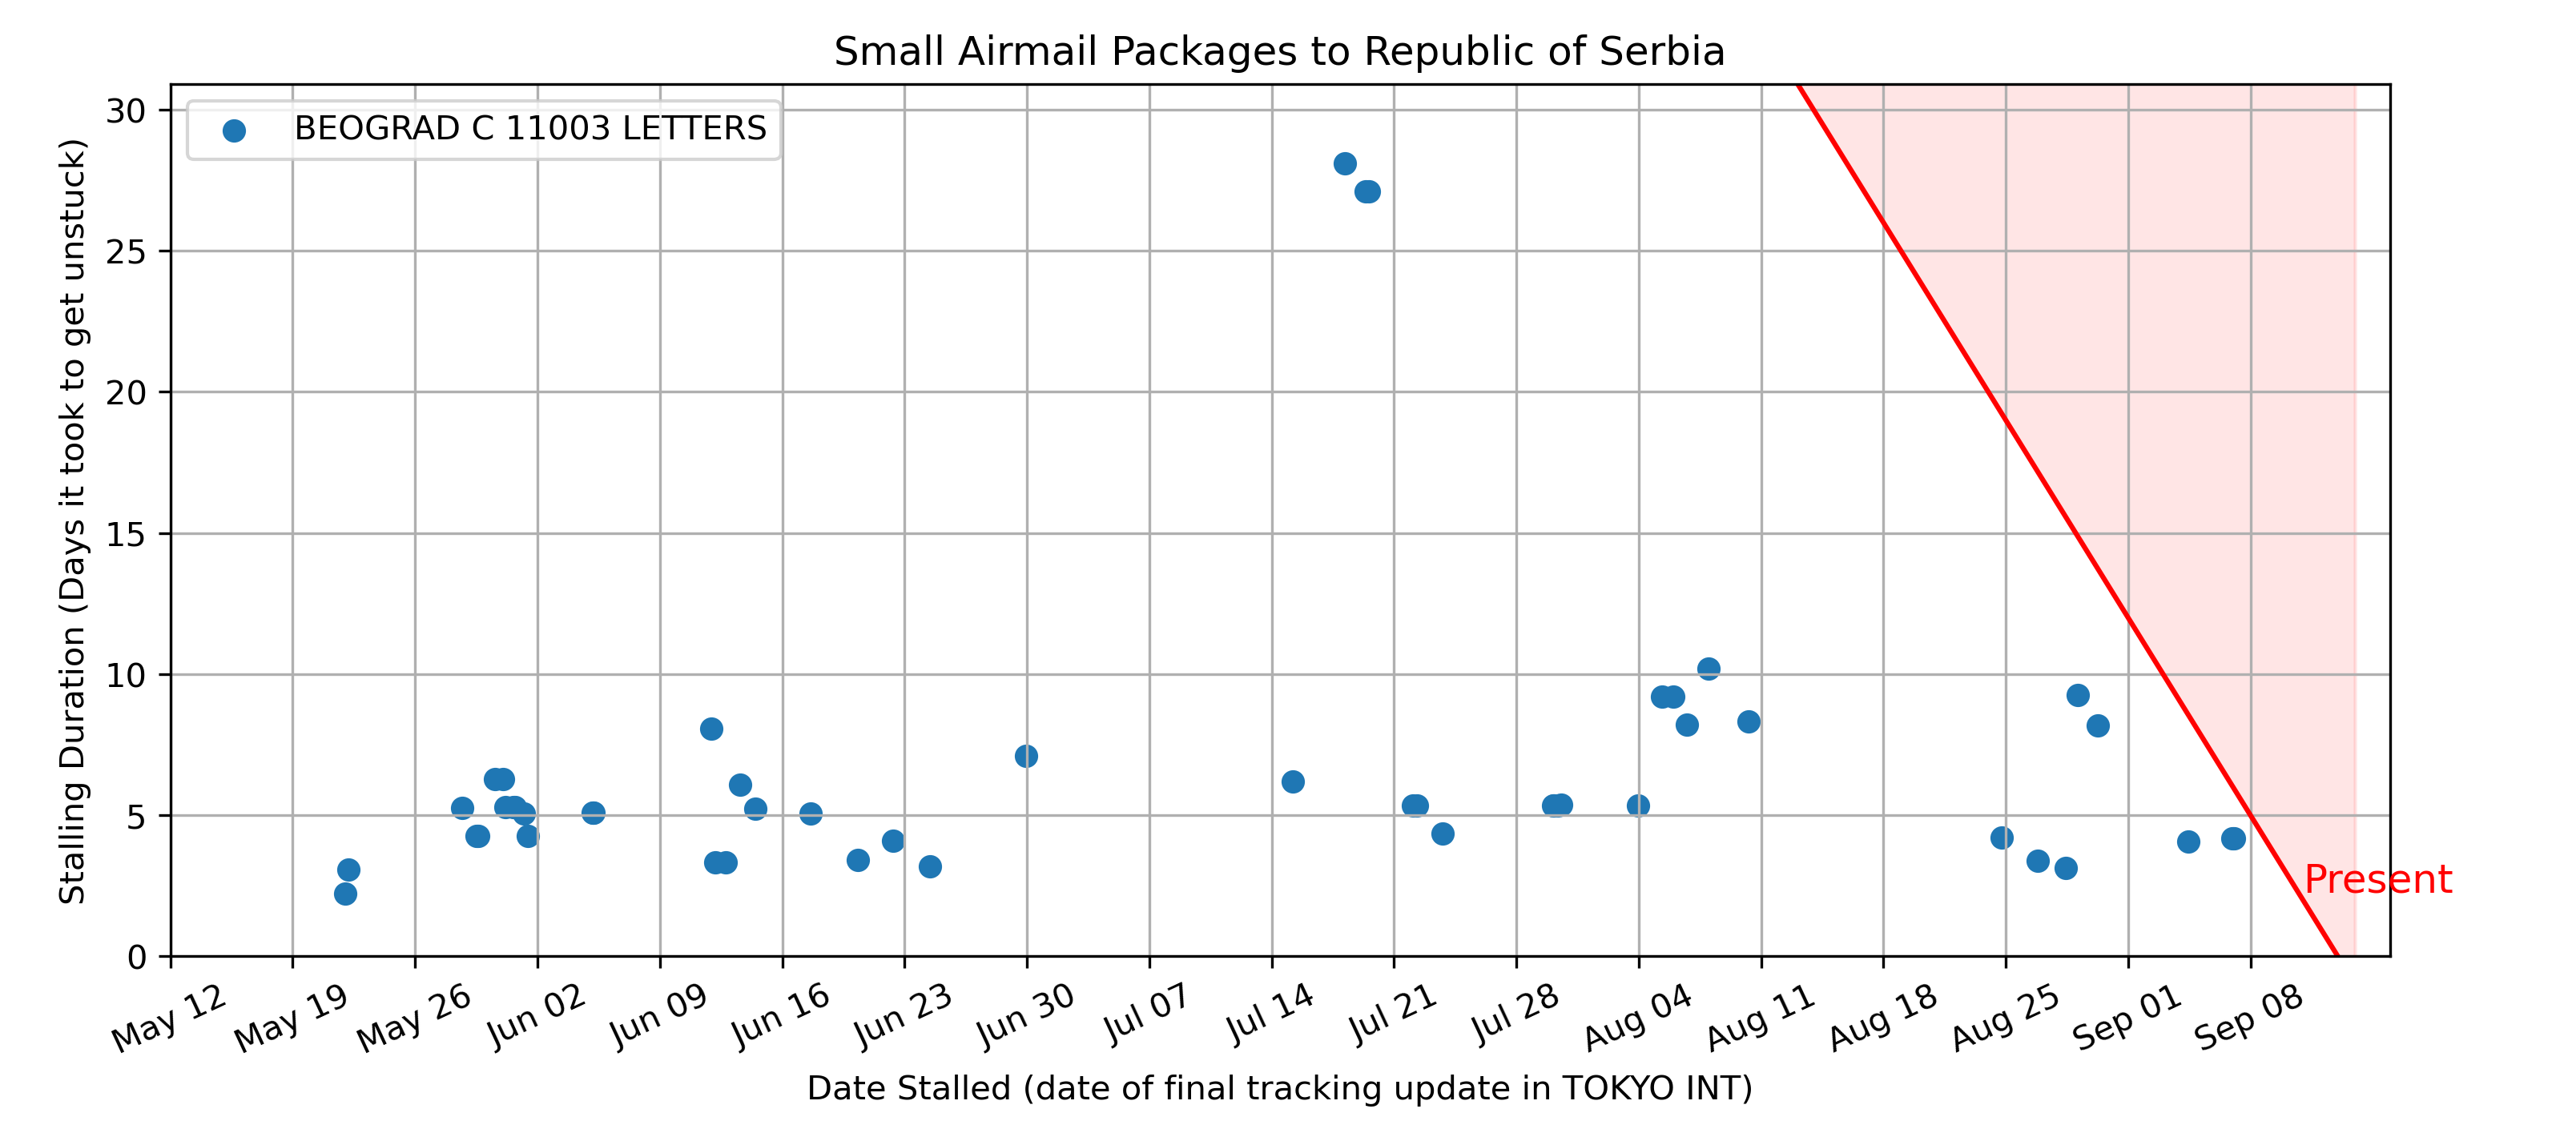 Small Airmail Packages to Republic of Serbia
BEOGRAD C 11003 LETTERS
Stalling Duration (Days it took to get unstuck)
30
25
20
15
10
5
0
Present
May 12
May 19
May 26
Jun 02
Jun 09
Jun 16
Jun 23
Jun 30
Jul 07
Jul 14
Jul 21
Jul 28
Aug 04
Aug 11
Aug 18
Aug 25
Sep 01
Sep 08
Date Stalled (date of final tracking update in TOKYO INT)